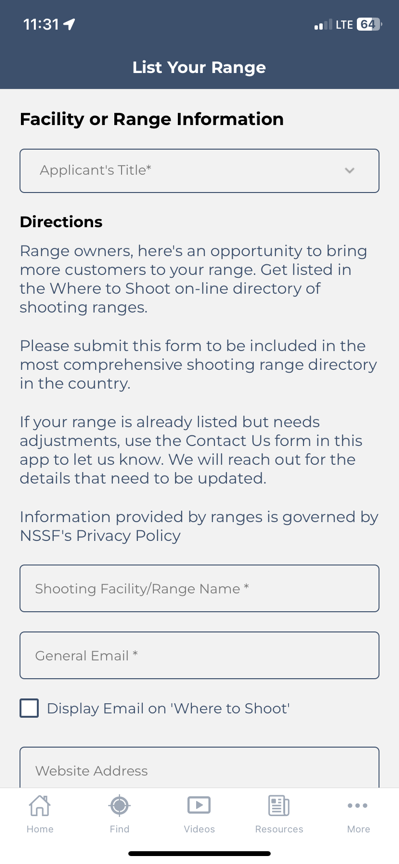 11:31
LTE
64
List Your Range
Facility or Range Information
Applicant's Title*
Directions
Range owners, here's an opportunity to bring
more customers to your range. Get listed in
the Where to Shoot on-line directory of
shooting ranges.
Please submit this form to be included in the
most comprehensive shooting range directory
in the country.
If your range is already listed but needs
adjustments, use the Contact Us form in this
app to let us know. We will reach out for the
details that need to be updated.
Information provided by ranges is governed by
NSSF's Privacy Policy
Shooting Facility/Range Name *
General Email *
Display Email on 'Where to Shoot'
Website Address
Home
Find
Videos
Resources
More